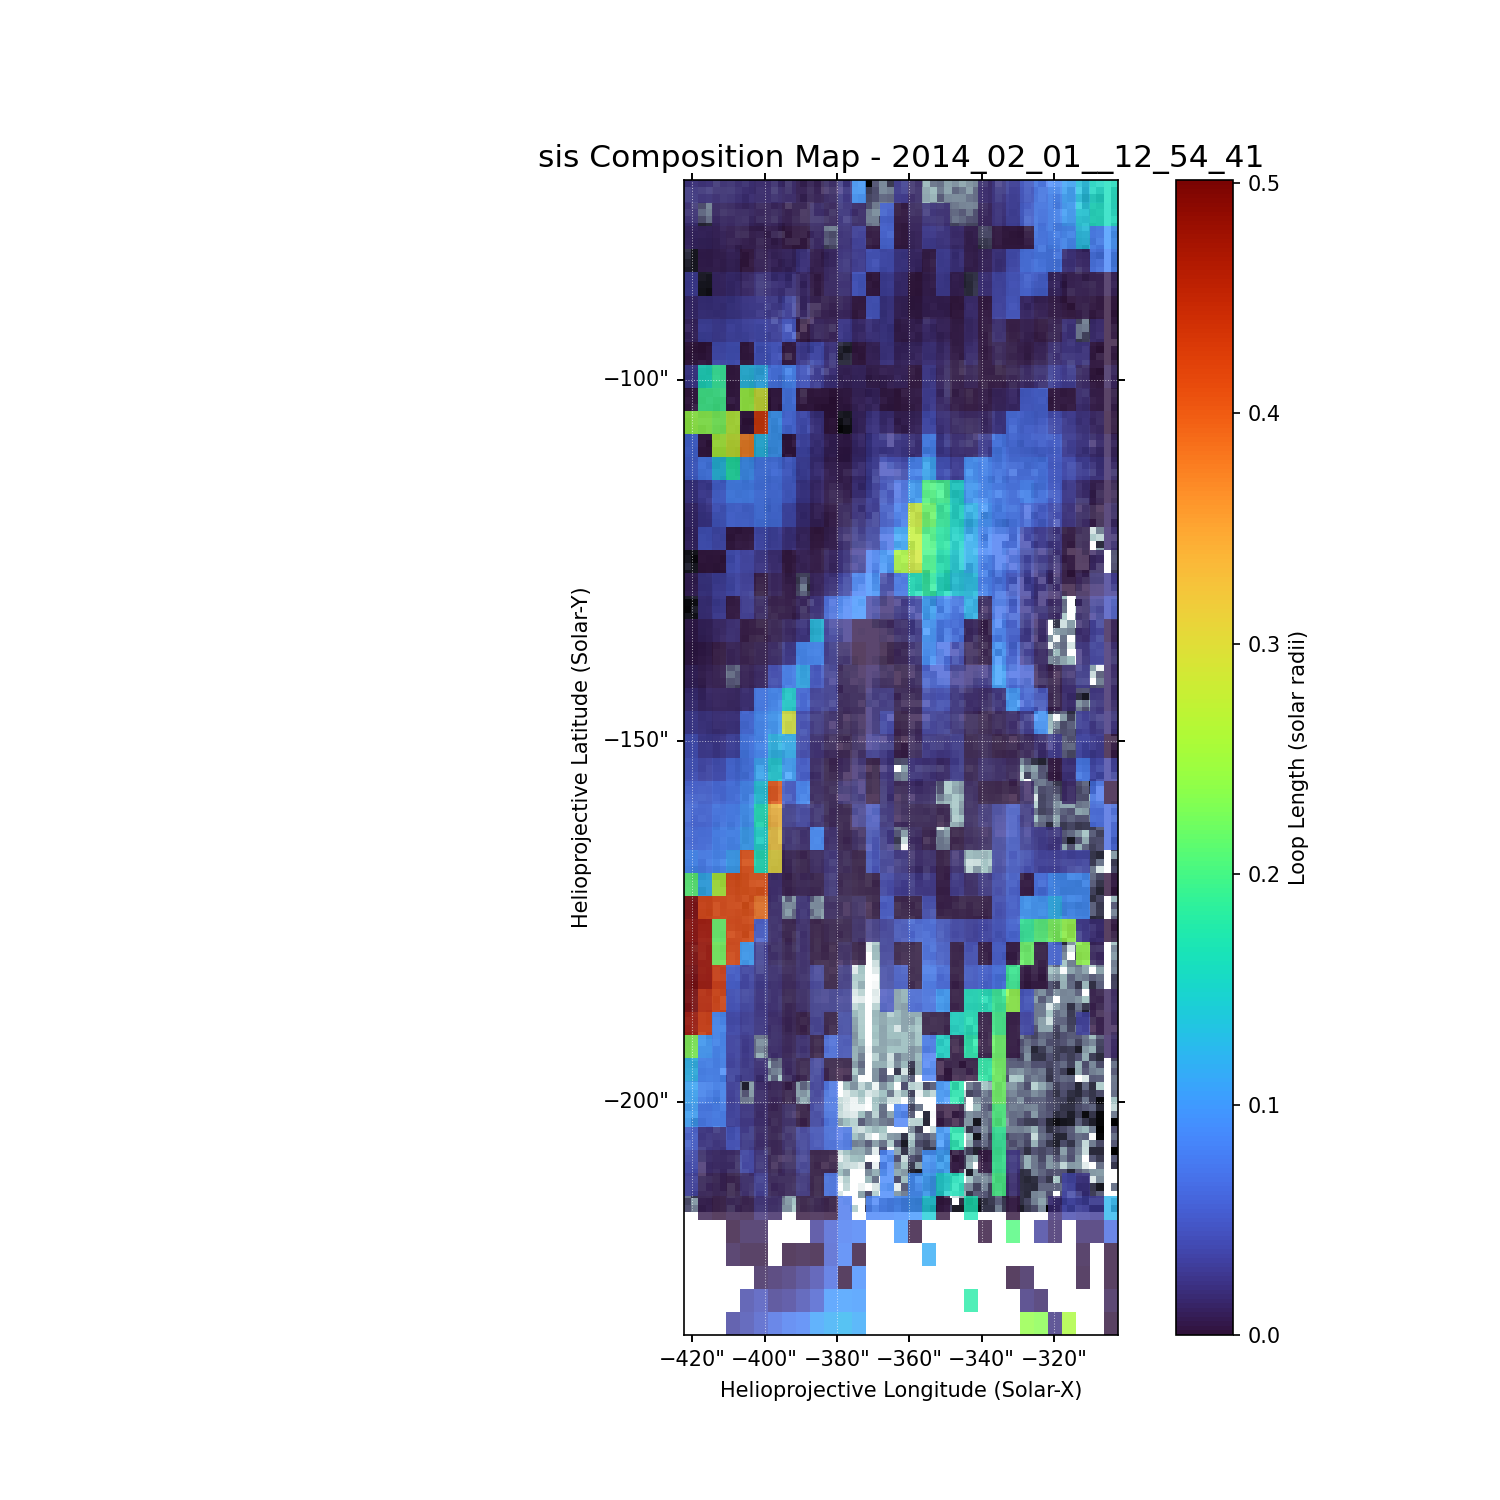 sis Composition Map - 2014_02_01__12_54_41
0.5
−100"
0.4
Helioprojective Latitude (Solar-Y)
0.3
Loop Length (solar radii)
−150"
0.2
−200"
0.1
0.0
−420" −400" −380" −360" −340" −320"
Helioprojective Longitude (Solar-X)